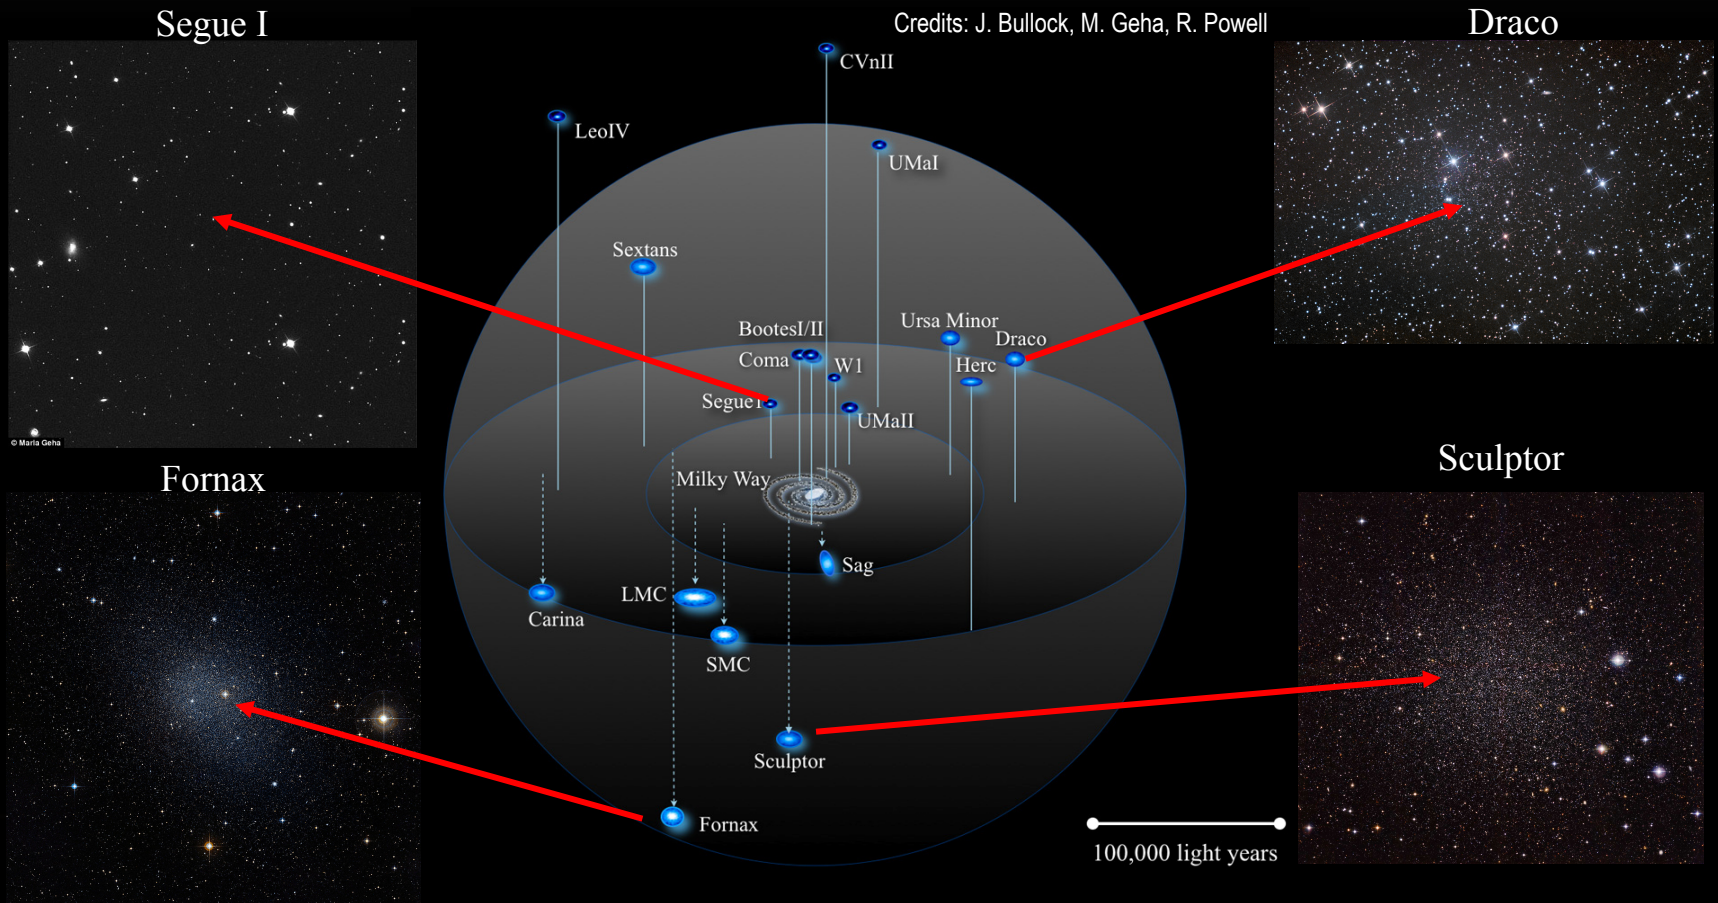 Segue I
Credits: J. Bullock, M. Geha, R. Powell
Draco
CVnII
LeoIV
UMaI
Sextans
BootesI/II
Ursa Minor
Draco
Coma
W1
Herc
Segue1
UMaII
© Marla Geha
Sculptor
Fornax
Milky Way
Sag
LMC
Carina
SMC
Sculptor
Fornax
100,000 light years